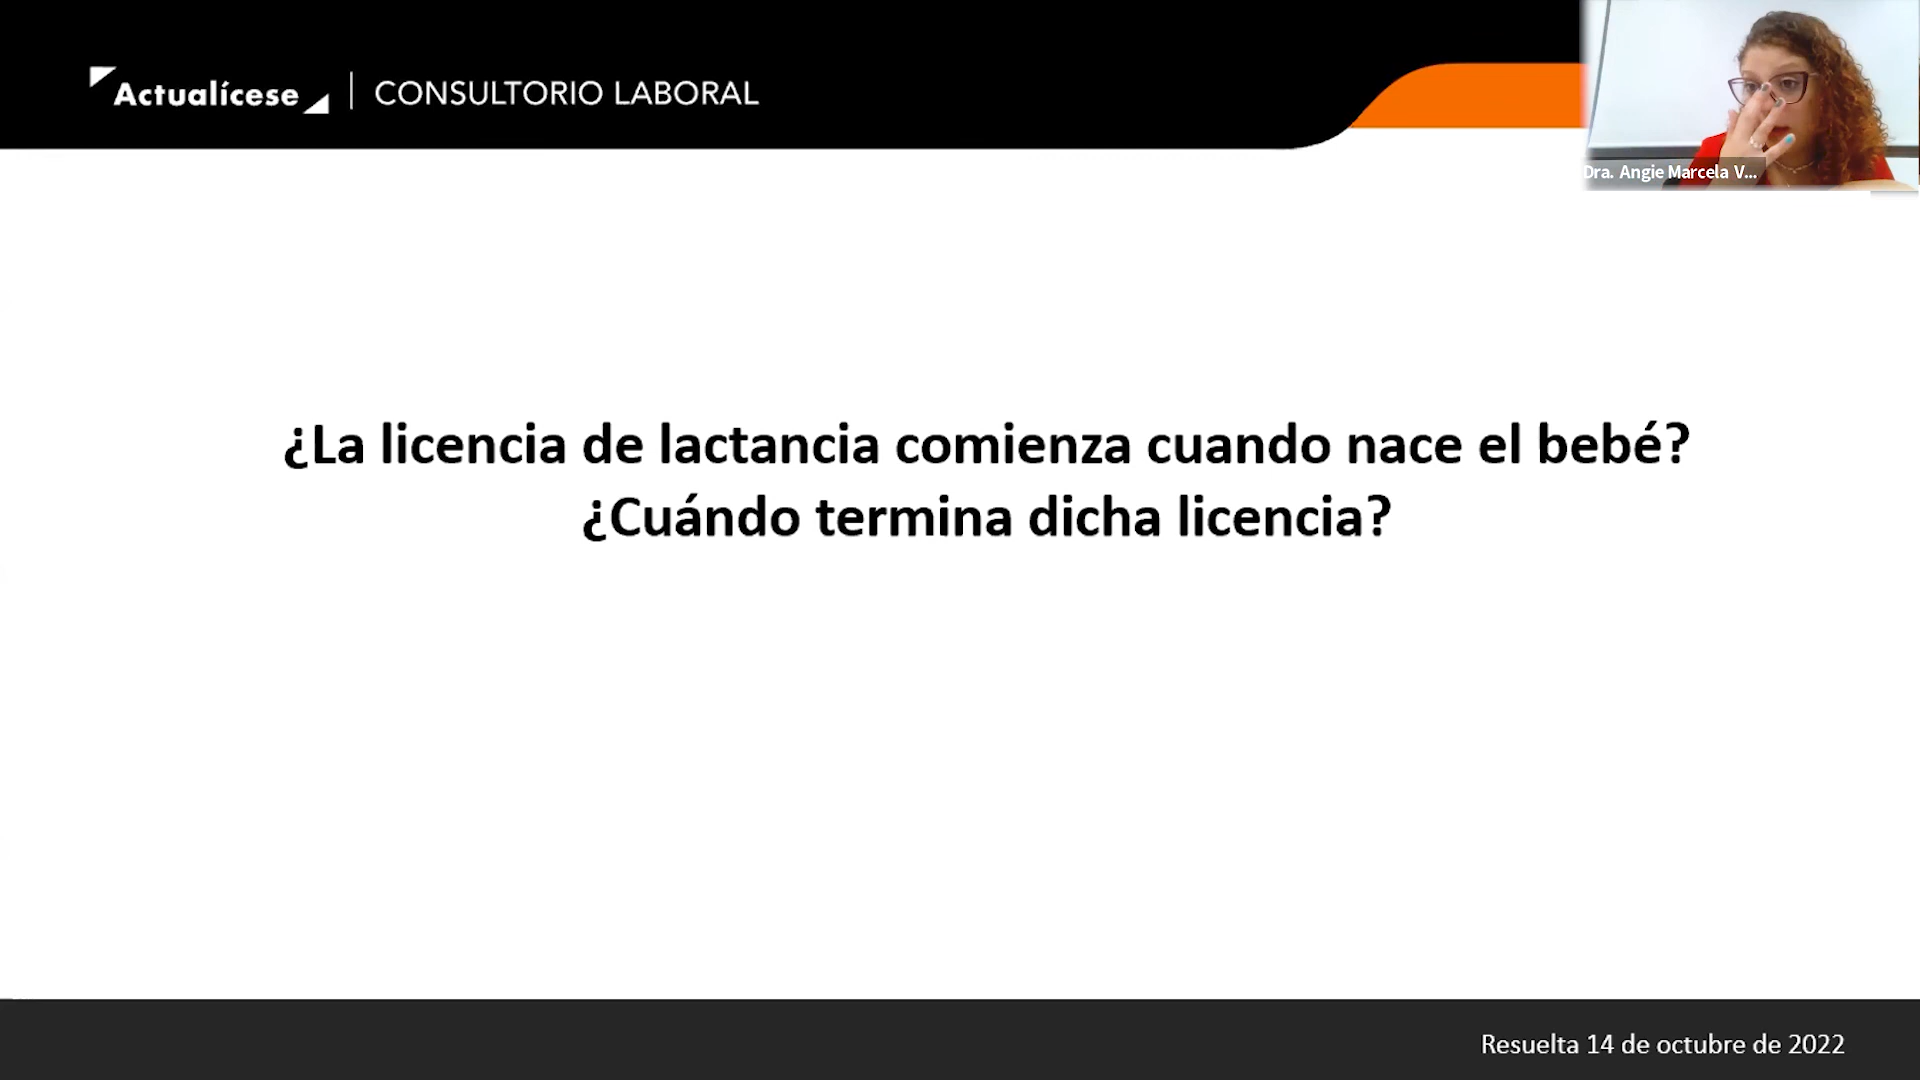 Actualícese | CONSULTORIO LABORAL
Dra. Angie Marcela V...
¿La licencia de lactancia comienza cuando nace el bebé?
¿Cuándo termina dicha licencia?
Resuelta 14 de octubre de 2022